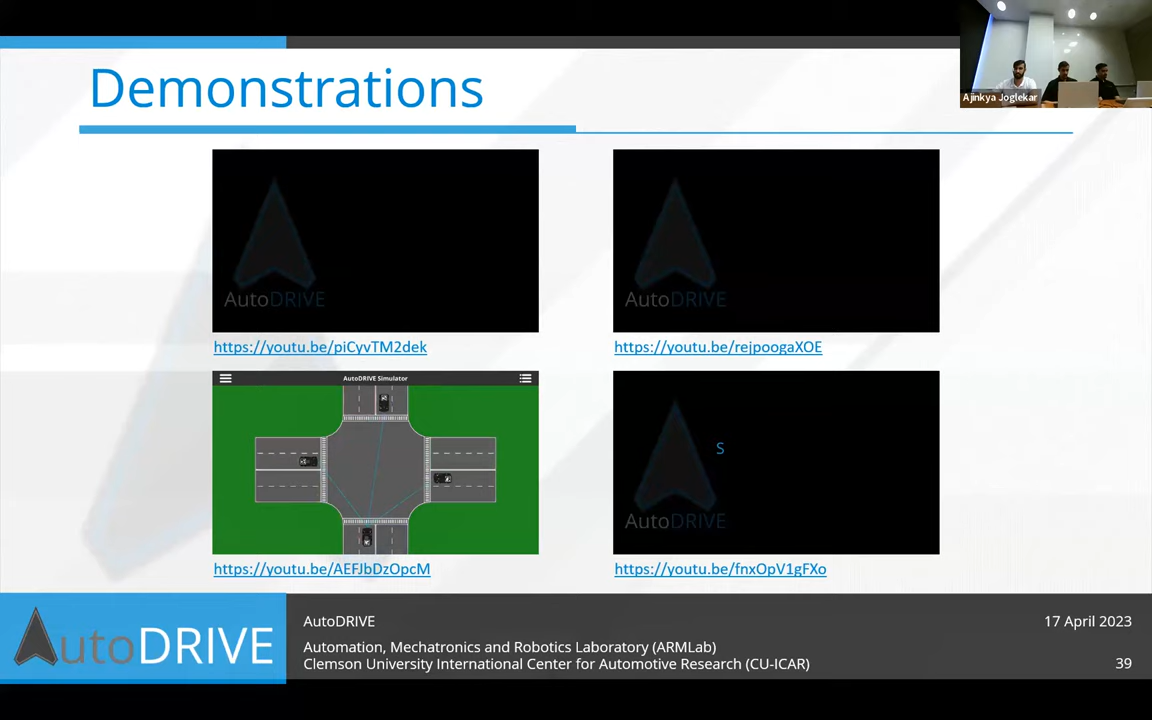 Demonstrations
Ajinkya Joglekar
AutoDRIVE
AutoDRIVE
https://youtu.be/piCyvTM2dek
https://youtu.be/rejpoogaXOE
AutoDRIVE Simulator
S
AutoDRIVE
https://youtu.be/AEFJbDzOpcM
https://youtu.be/fnxOpV1gFXo
AutoDRIVE
AutoDRIVE
17 April 2023
Automation, Mechatronics and Robotics Laboratory (ARMLab)
Clemson University International Center for Automotive Research (CU-ICAR)
39